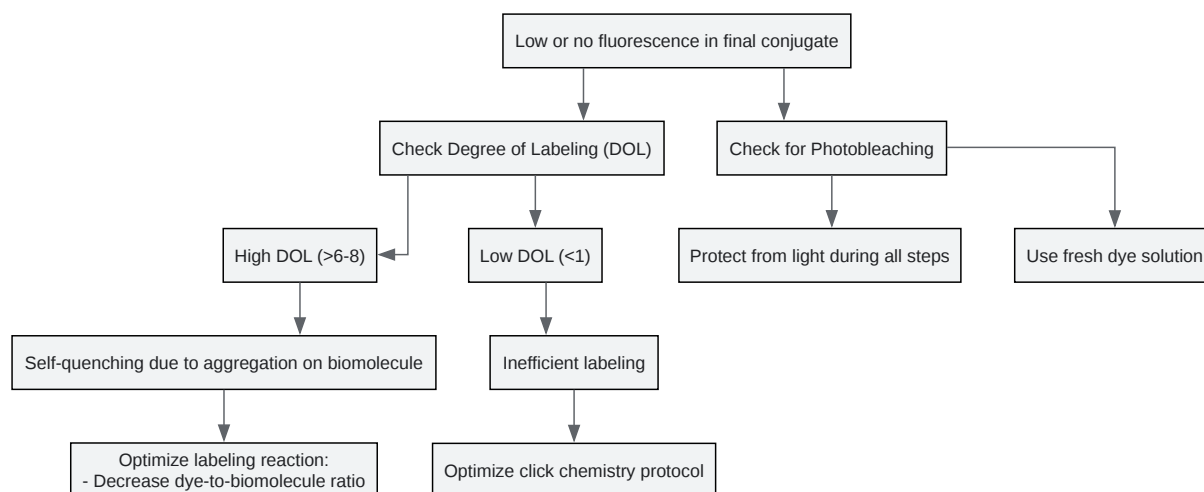 Low or no fluorescence in final conjugate
Check Degree of Labeling (DOL)
Check for Photobleaching
High DOL (>6-8)
Low DOL (<1)
Protect from light during all steps
Use fresh dye solution
Self-quenching due to aggregation on biomolecule
Inefficient labeling
Optimize labeling reaction:
- Decrease dye-to-biomolecule ratio
Optimize click chemistry protocol